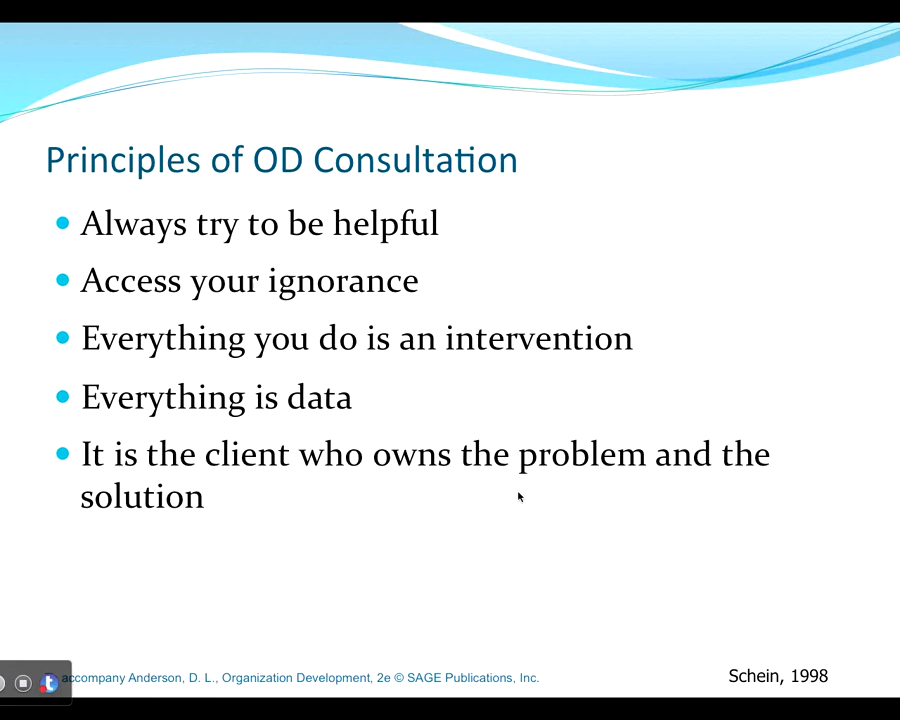 Principles of OD Consultation
Always try to be helpful
Access your ignorance
Everything you do is an intervention
Everything is data
It is the client who owns the problem and the
solution
accompany Anderson, D. L., Organization Development, 2e © SAGE Publications, Inc.
Schein, 1998